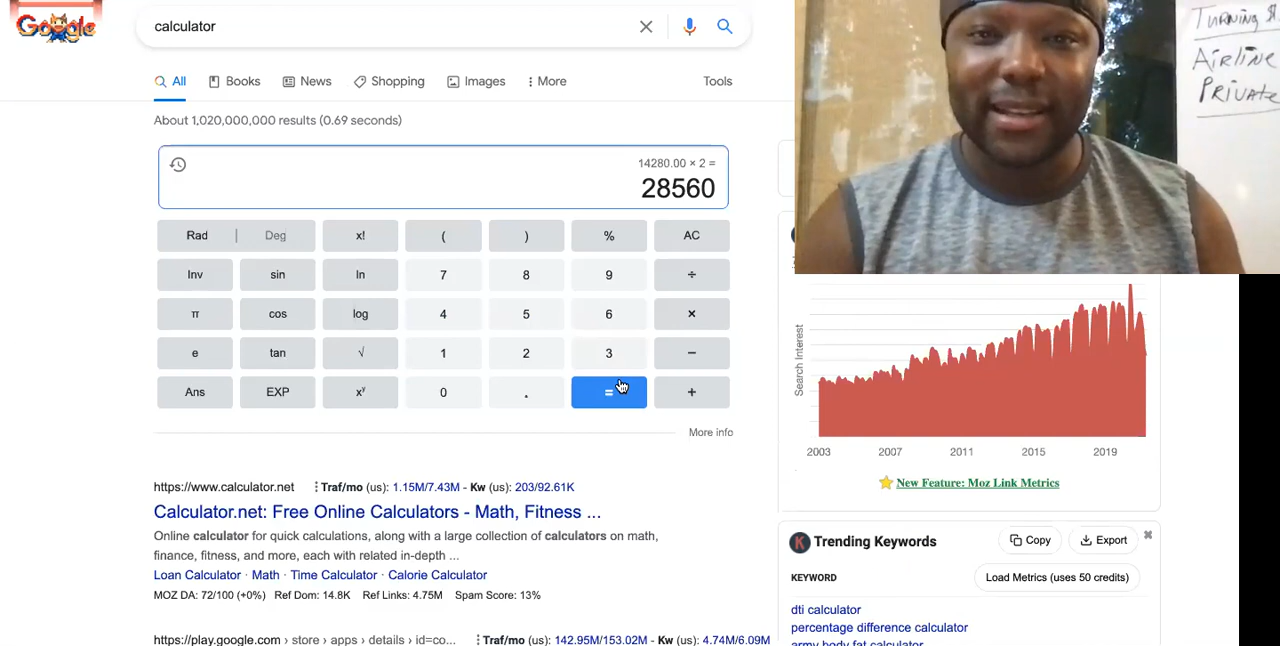 Google
calculator
All
Books
News
Shopping
Images
More
Tools
About 1,020,000,000 results (0.69 seconds)
14280.00 × 2 =
28560
Rad | Deg x! ( ) % AC
Inv sin ln 7 8 9 ÷
π cos log 4 5 6 ×
e tan √ 1 2 3 −
Ans EXP xʸ 0 . = +
More info
https://www.calculator.net Traf/mo (us): 1.15M/7.43M - Kw (us): 203/92.61K
Calculator.net: Free Online Calculators - Math, Fitness ...
Online calculator for quick calculations, along with a large collection of calculators on math,
finance, fitness, and more, each with related in-depth ...
Loan Calculator · Math · Time Calculator · Calorie Calculator
MOZ DA: 72/100 (+0%) Ref Dom: 14.8K Ref Links: 4.75M Spam Score: 13%
https://play.google.com › store › apps › details › id=co... Traf/mo (us): 142.95M/153.02M - Kw (us): 4.74M/6.09M
Turning $
Airline
Private
Search Interest
2003 2007 2011 2015 2019
New Feature: Moz Link Metrics
K Trending Keywords
Copy
Export
KEYWORD
Load Metrics (uses 50 credits)
dti calculator
percentage difference calculator
army body fat calculator